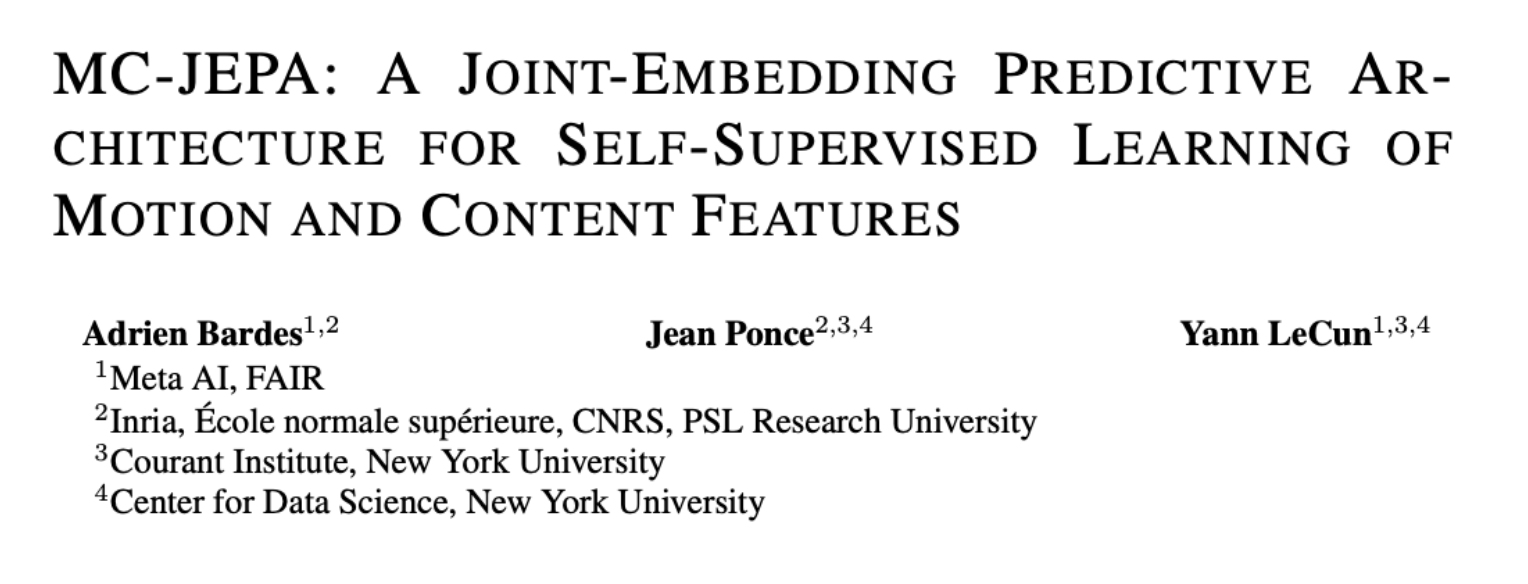 MC-JEPA: A JOINT-EMBEDDING PREDICTIVE AR-
CHITECTURE FOR SELF-SUPERVISED LEARNING OF
MOTION AND CONTENT FEATURES
Adrien Bardes1,2 Jean Ponce2,3,4 Yann LeCun1,3,4
1Meta AI, FAIR
2Inria, École normale supérieure, CNRS, PSL Research University
3Courant Institute, New York University
4Center for Data Science, New York University